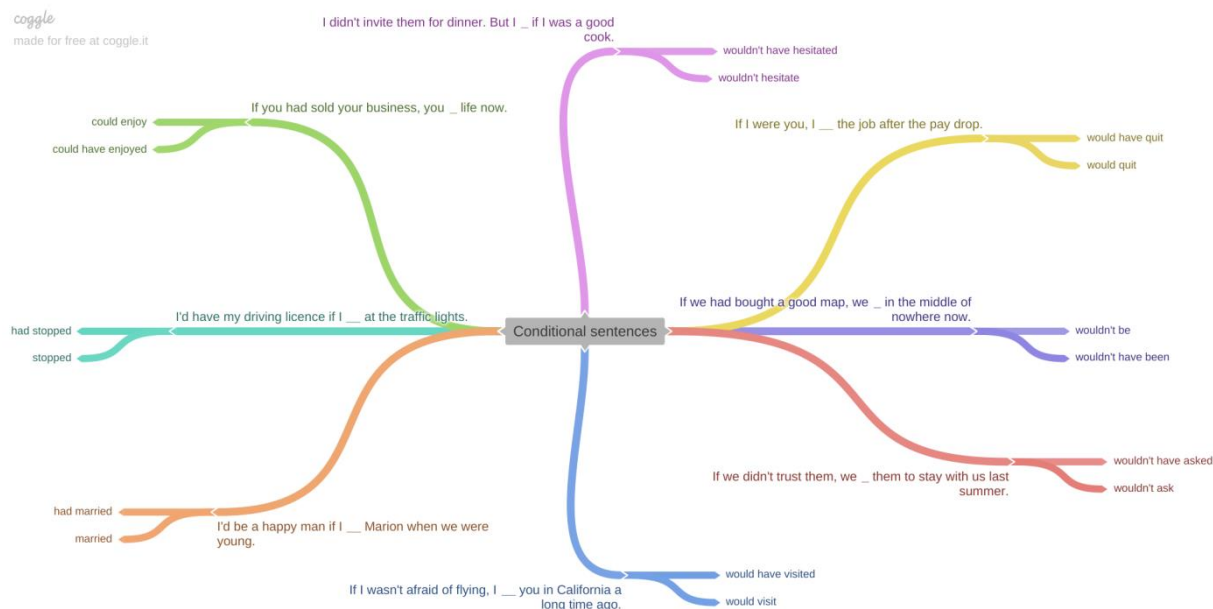 coggle
made for free at coggle.it
I didn't invite them for dinner. But I _ if I was a good
cook.
wouldn't have hesitated
wouldn't hesitate
If you had sold your business, you _ life now.
could enjoy
could have enjoyed
If I were you, I __ the job after the pay drop.
would have quit
would quit
I'd have my driving licence if I __ at the traffic lights.
had stopped
stopped
Conditional sentences
If we had bought a good map, we _ in the middle of
nowhere now.
wouldn't be
wouldn't have been
If we didn't trust them, we _ them to stay with us last
summer.
wouldn't have asked
wouldn't ask
I'd be a happy man if I __ Marion when we were
young.
had married
married
If I wasn't afraid of flying, I __ you in California a
long time ago.
would have visited
would visit